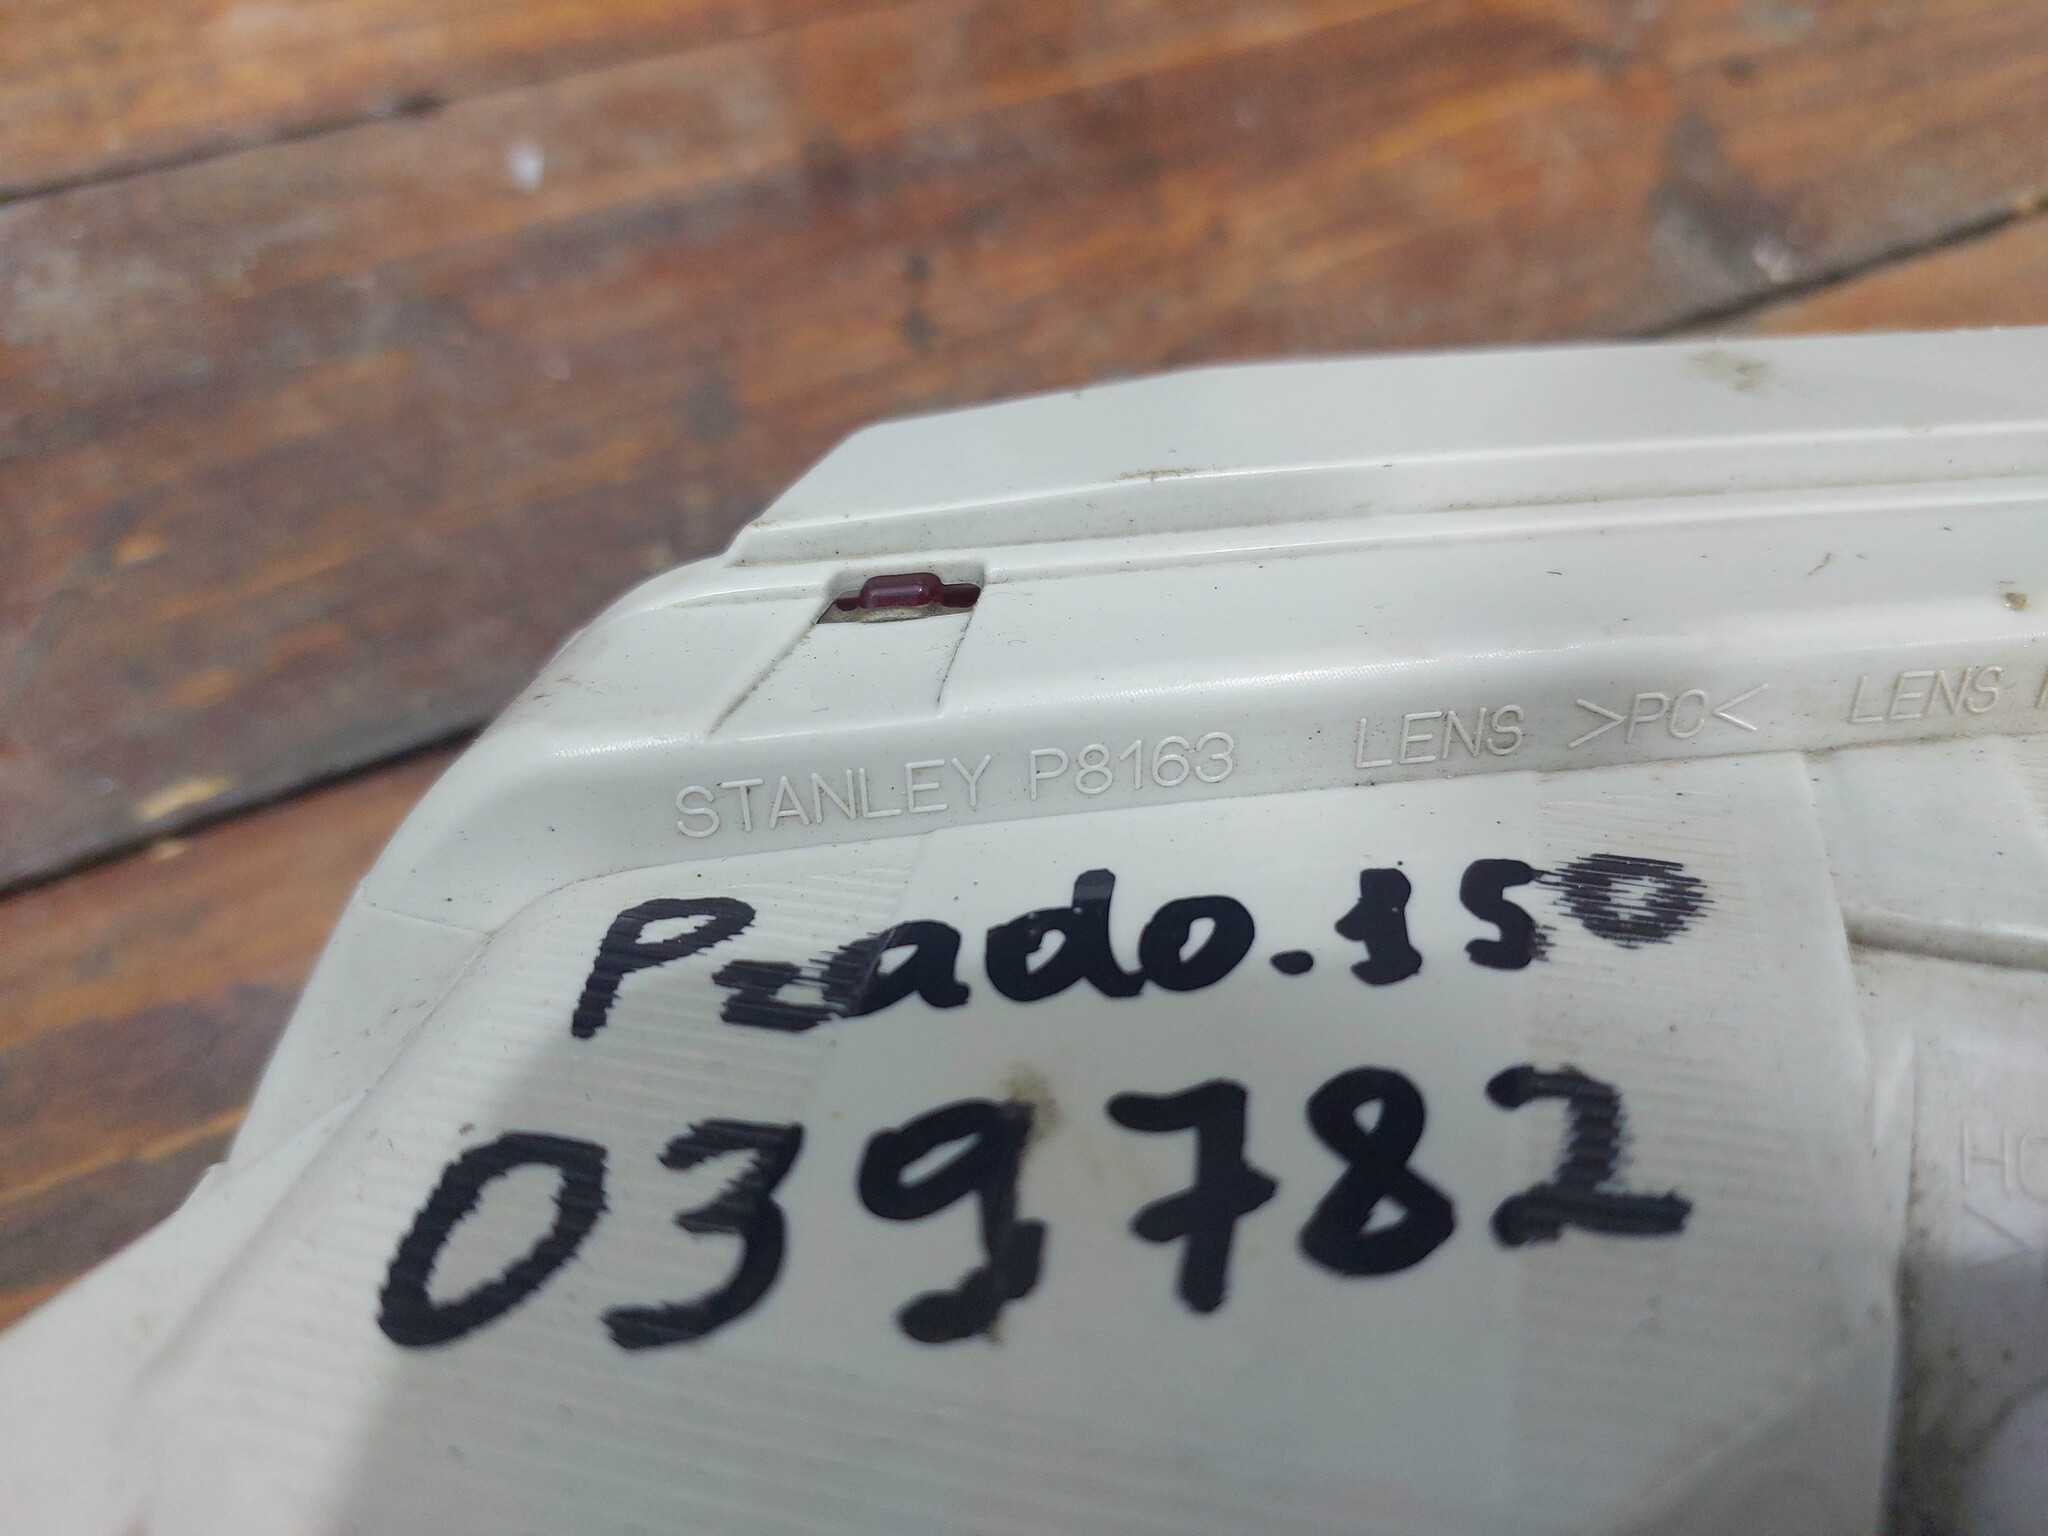 STANLEY P8163 LENS >PC< LENS
Prado.150
039782